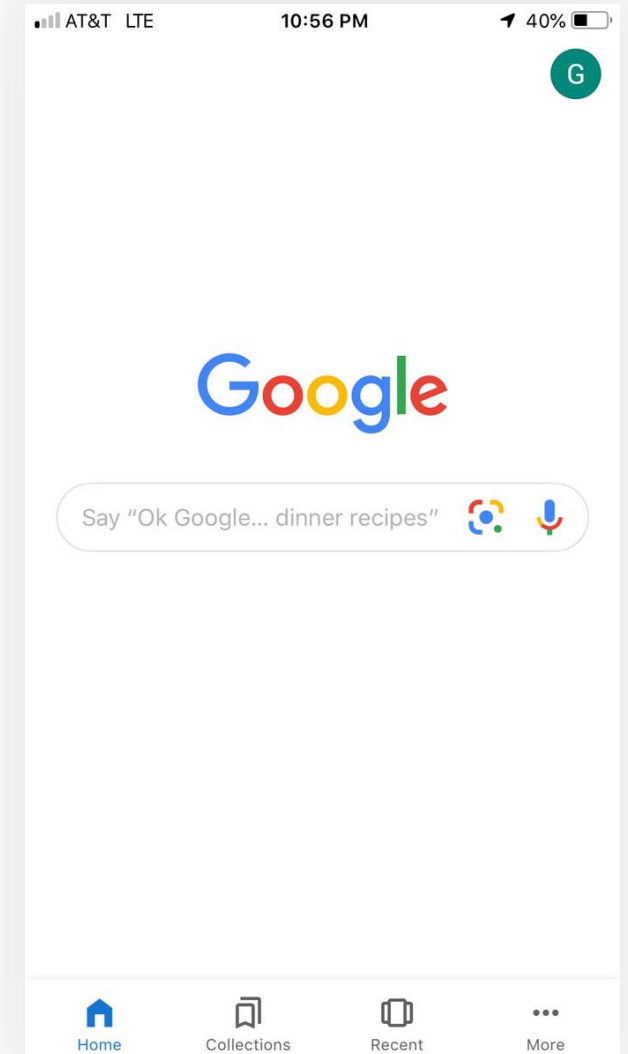 AT&T LTE 10:56 PM 40%
G
Google
Say “Ok Google... dinner recipes”
Home Collections Recent More